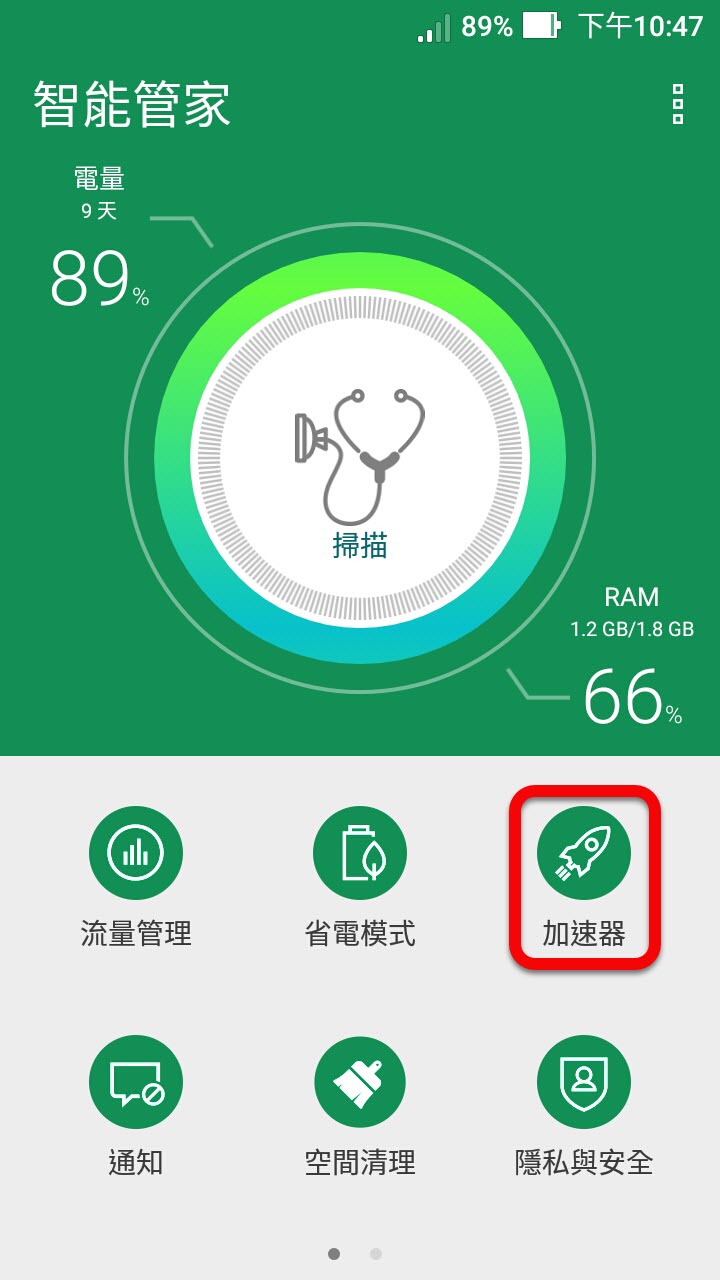 89% 下午10:47
智能管家
電量
9 天
89%
掃描
RAM
1.2 GB/1.8 GB
66%
流量管理 省電模式 加速器
通知 空間清理 隱私與安全